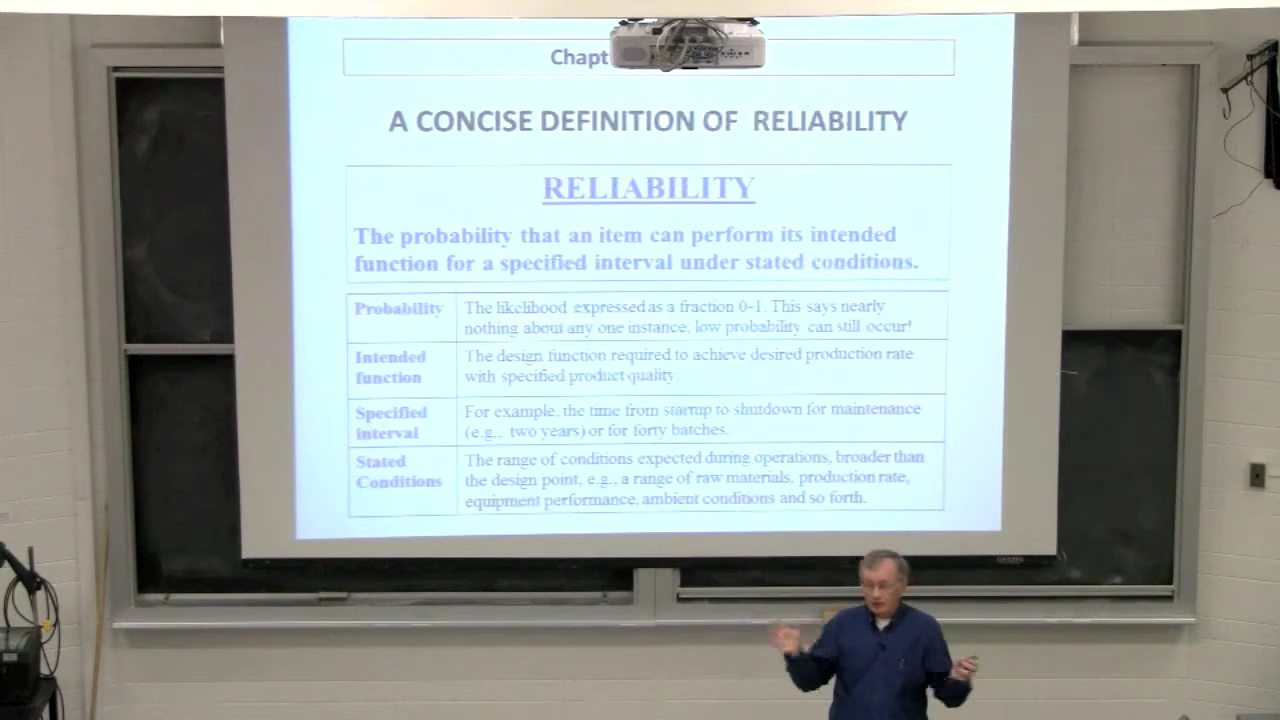 Chapt
A CONCISE DEFINITION OF RELIABILITY
RELIABILITY
The probability that an item can perform its intended
function for a specified interval under stated conditions.
Probability
The likelihood expressed as a fraction 0-1. This says nearly
nothing about any one instance, low probability can still occur!
Intended
function
The design function required to achieve desired production rate
with specified product quality.
Specified
interval
For example, the time from startup to shutdown for maintenance
(e.g., two years) or for forty batches.
Stated
Conditions
The range of conditions expected during operations, broader than
the design point, e.g., a range of raw materials, production rate,
equipment performance, ambient conditions and so forth.